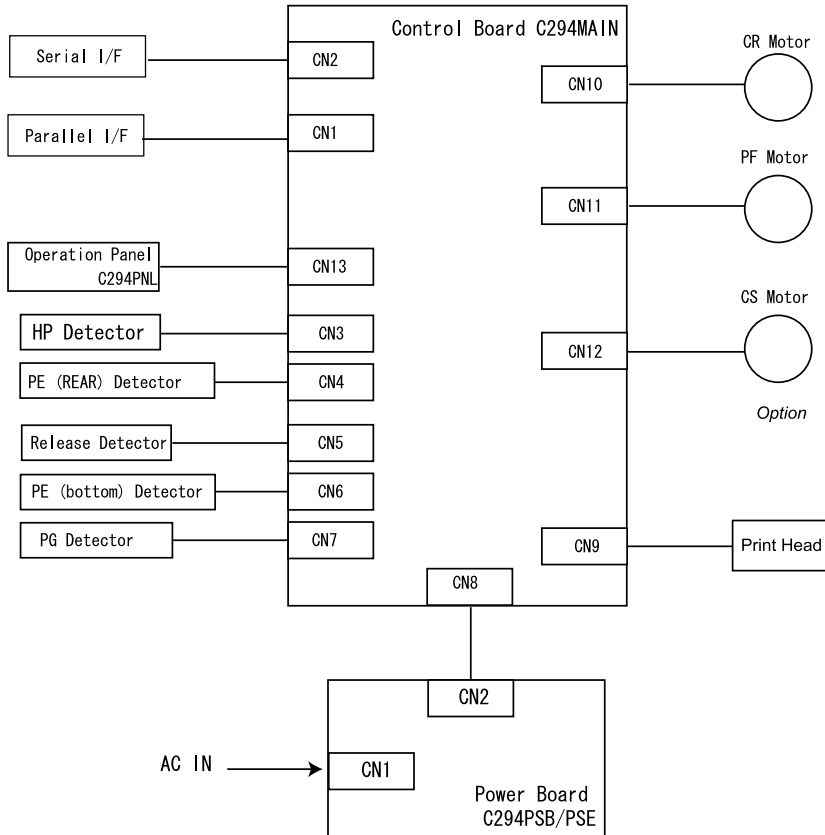 Control Board C294MAIN
Serial I/F
CN2
Parallel I/F
CN1
Operation Panel
C294PNL
CN13
HP Detector
CN3
PE (REAR) Detector
CN4
Release Detector
CN5
PE (bottom) Detector
CN6
PG Detector
CN7
CR Motor
CN10
PF Motor
CN11
CS Motor
CN12
Option
CN9
Print Head
CN8
CN2
AC IN
CN1
Power Board
C294PSB/PSE